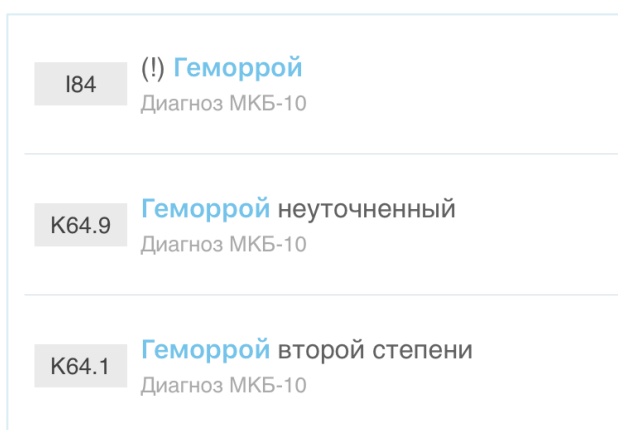 I84
(!) Геморрой
Диагноз МКБ-10
K64.9
Геморрой неуточненный
Диагноз МКБ-10
K64.1
Геморрой второй степени
Диагноз МКБ-10